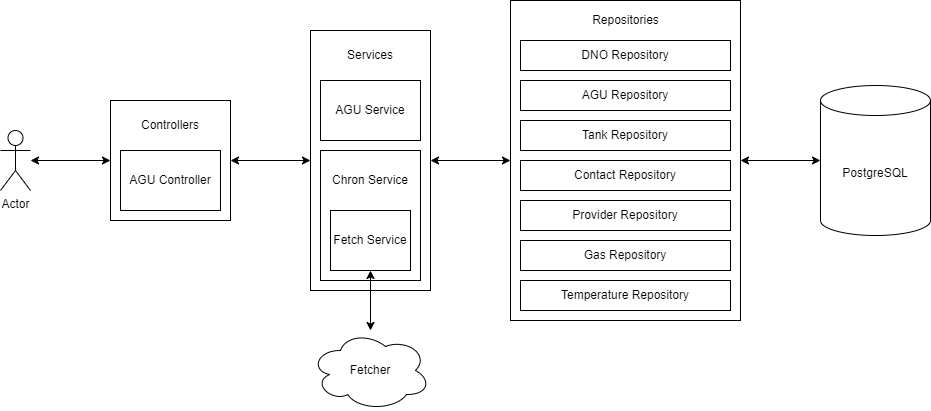 Actor
Controllers
AGU Controller
Services
AGU Service
Chron Service
Fetch Service
Fetcher
Repositories
DNO Repository
AGU Repository
Tank Repository
Contact Repository
Provider Repository
Gas Repository
Temperature Repository
PostgreSQL